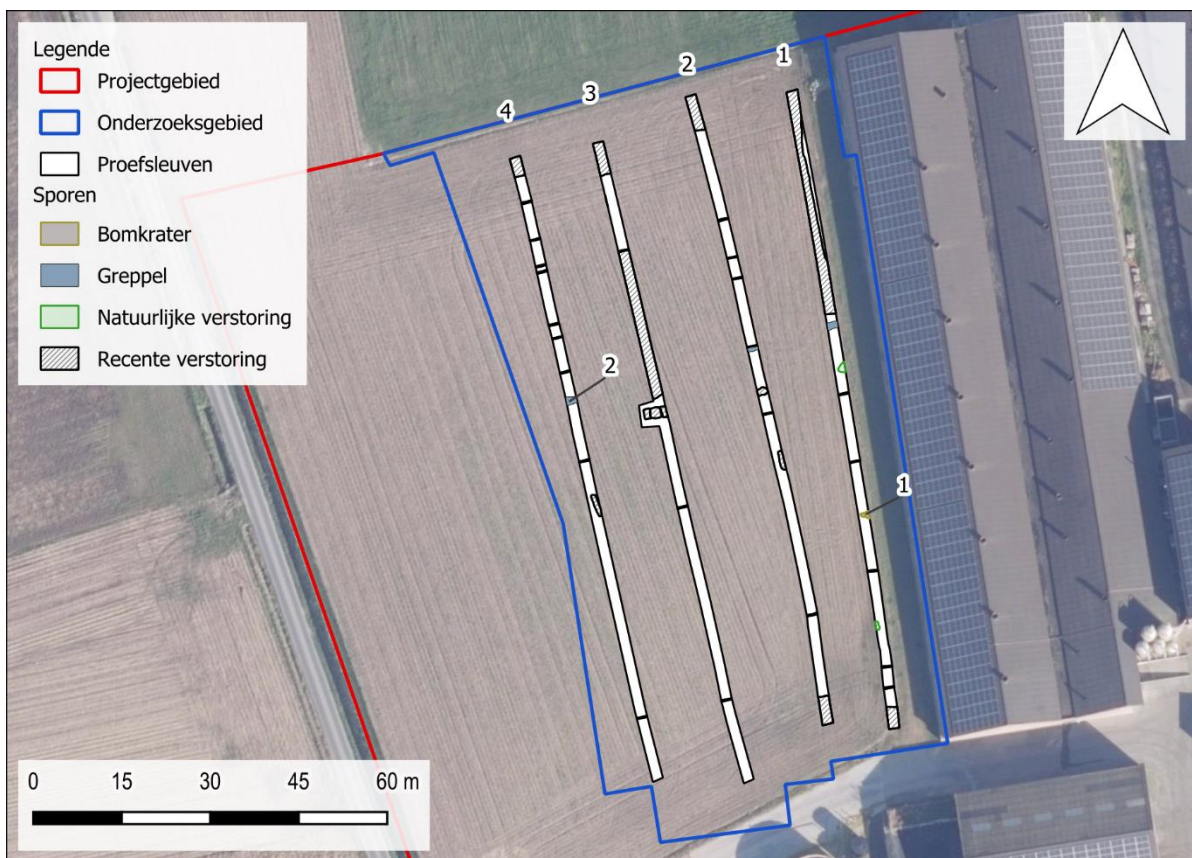 Legende
Projectgebied
Onderzoeksgebied
Proefsleuven
Sporen
Bomkrater
Greppel
Natuurlijke verstoring
Recente verstoring
4
3
2
1
2
1
0 15 30 45 60 m